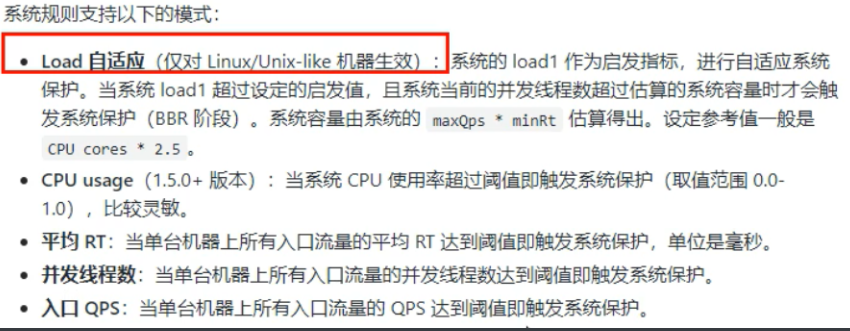 系统规则支持以下的模式：
• Load 自适应（仅对 Linux/Unix-like 机器生效）：系统的 load1 作为启发指标，进行自适应系统
保护。当系统 load1 超过设定的启发值，且系统当前的并发线程数超过估算的系统容量时才会触
发系统保护（BBR 阶段）。系统容量由系统的 maxQps * minRt 估算得出。设定参考值一般是
CPU cores * 2.5。
• CPU usage（1.5.0+ 版本）：当系统 CPU 使用率超过阈值即触发系统保护（取值范围 0.0-
1.0），比较灵敏。
• 平均 RT：当单台机器上所有入口流量的平均 RT 达到阈值即触发系统保护，单位是毫秒。
• 并发线程数：当单台机器上所有入口流量的并发线程数达到阈值即触发系统保护。
• 入口 QPS：当单台机器上所有入口流量的 QPS 达到阈值即触发系统保护。